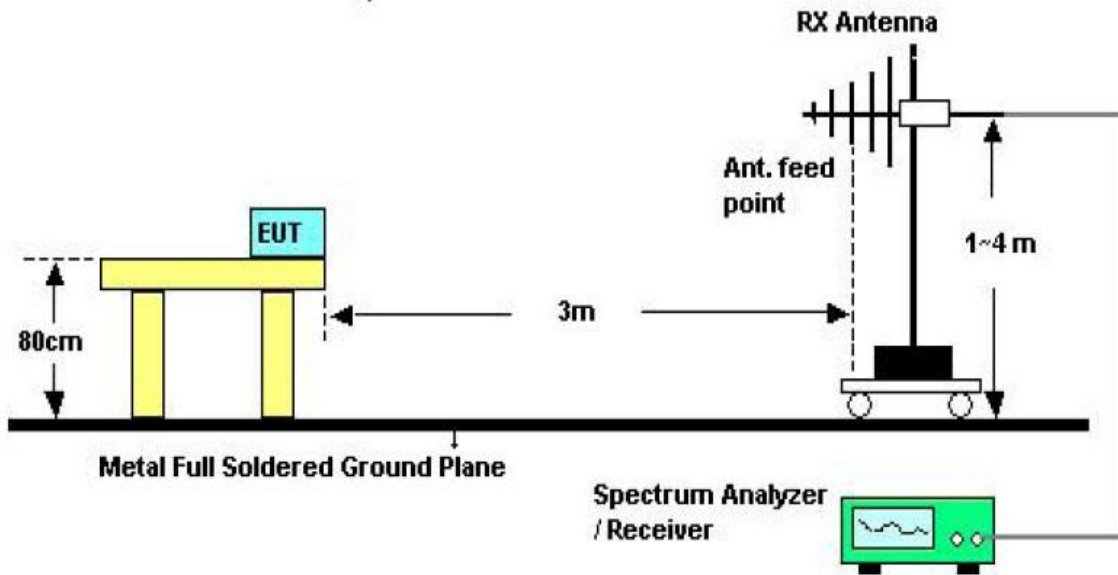 RX Antenna
Ant. feed
point
EUT
1~4 m
3m
80cm
Metal Full Soldered Ground Plane
Spectrum Analyzer
/ Receiver